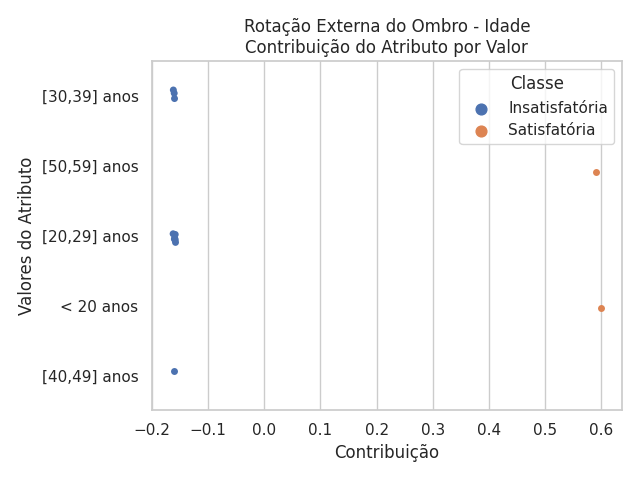 Rotação Externa do Ombro - Idade
Contribuição do Atributo por Valor
Classe
Insatisfatória
Satisfatória
Valores do Atributo
[30,39] anos
[50,59] anos
[20,29] anos
< 20 anos
[40,49] anos
−0.2 −0.1 0.0 0.1 0.2 0.3 0.4 0.5 0.6
Contribuição